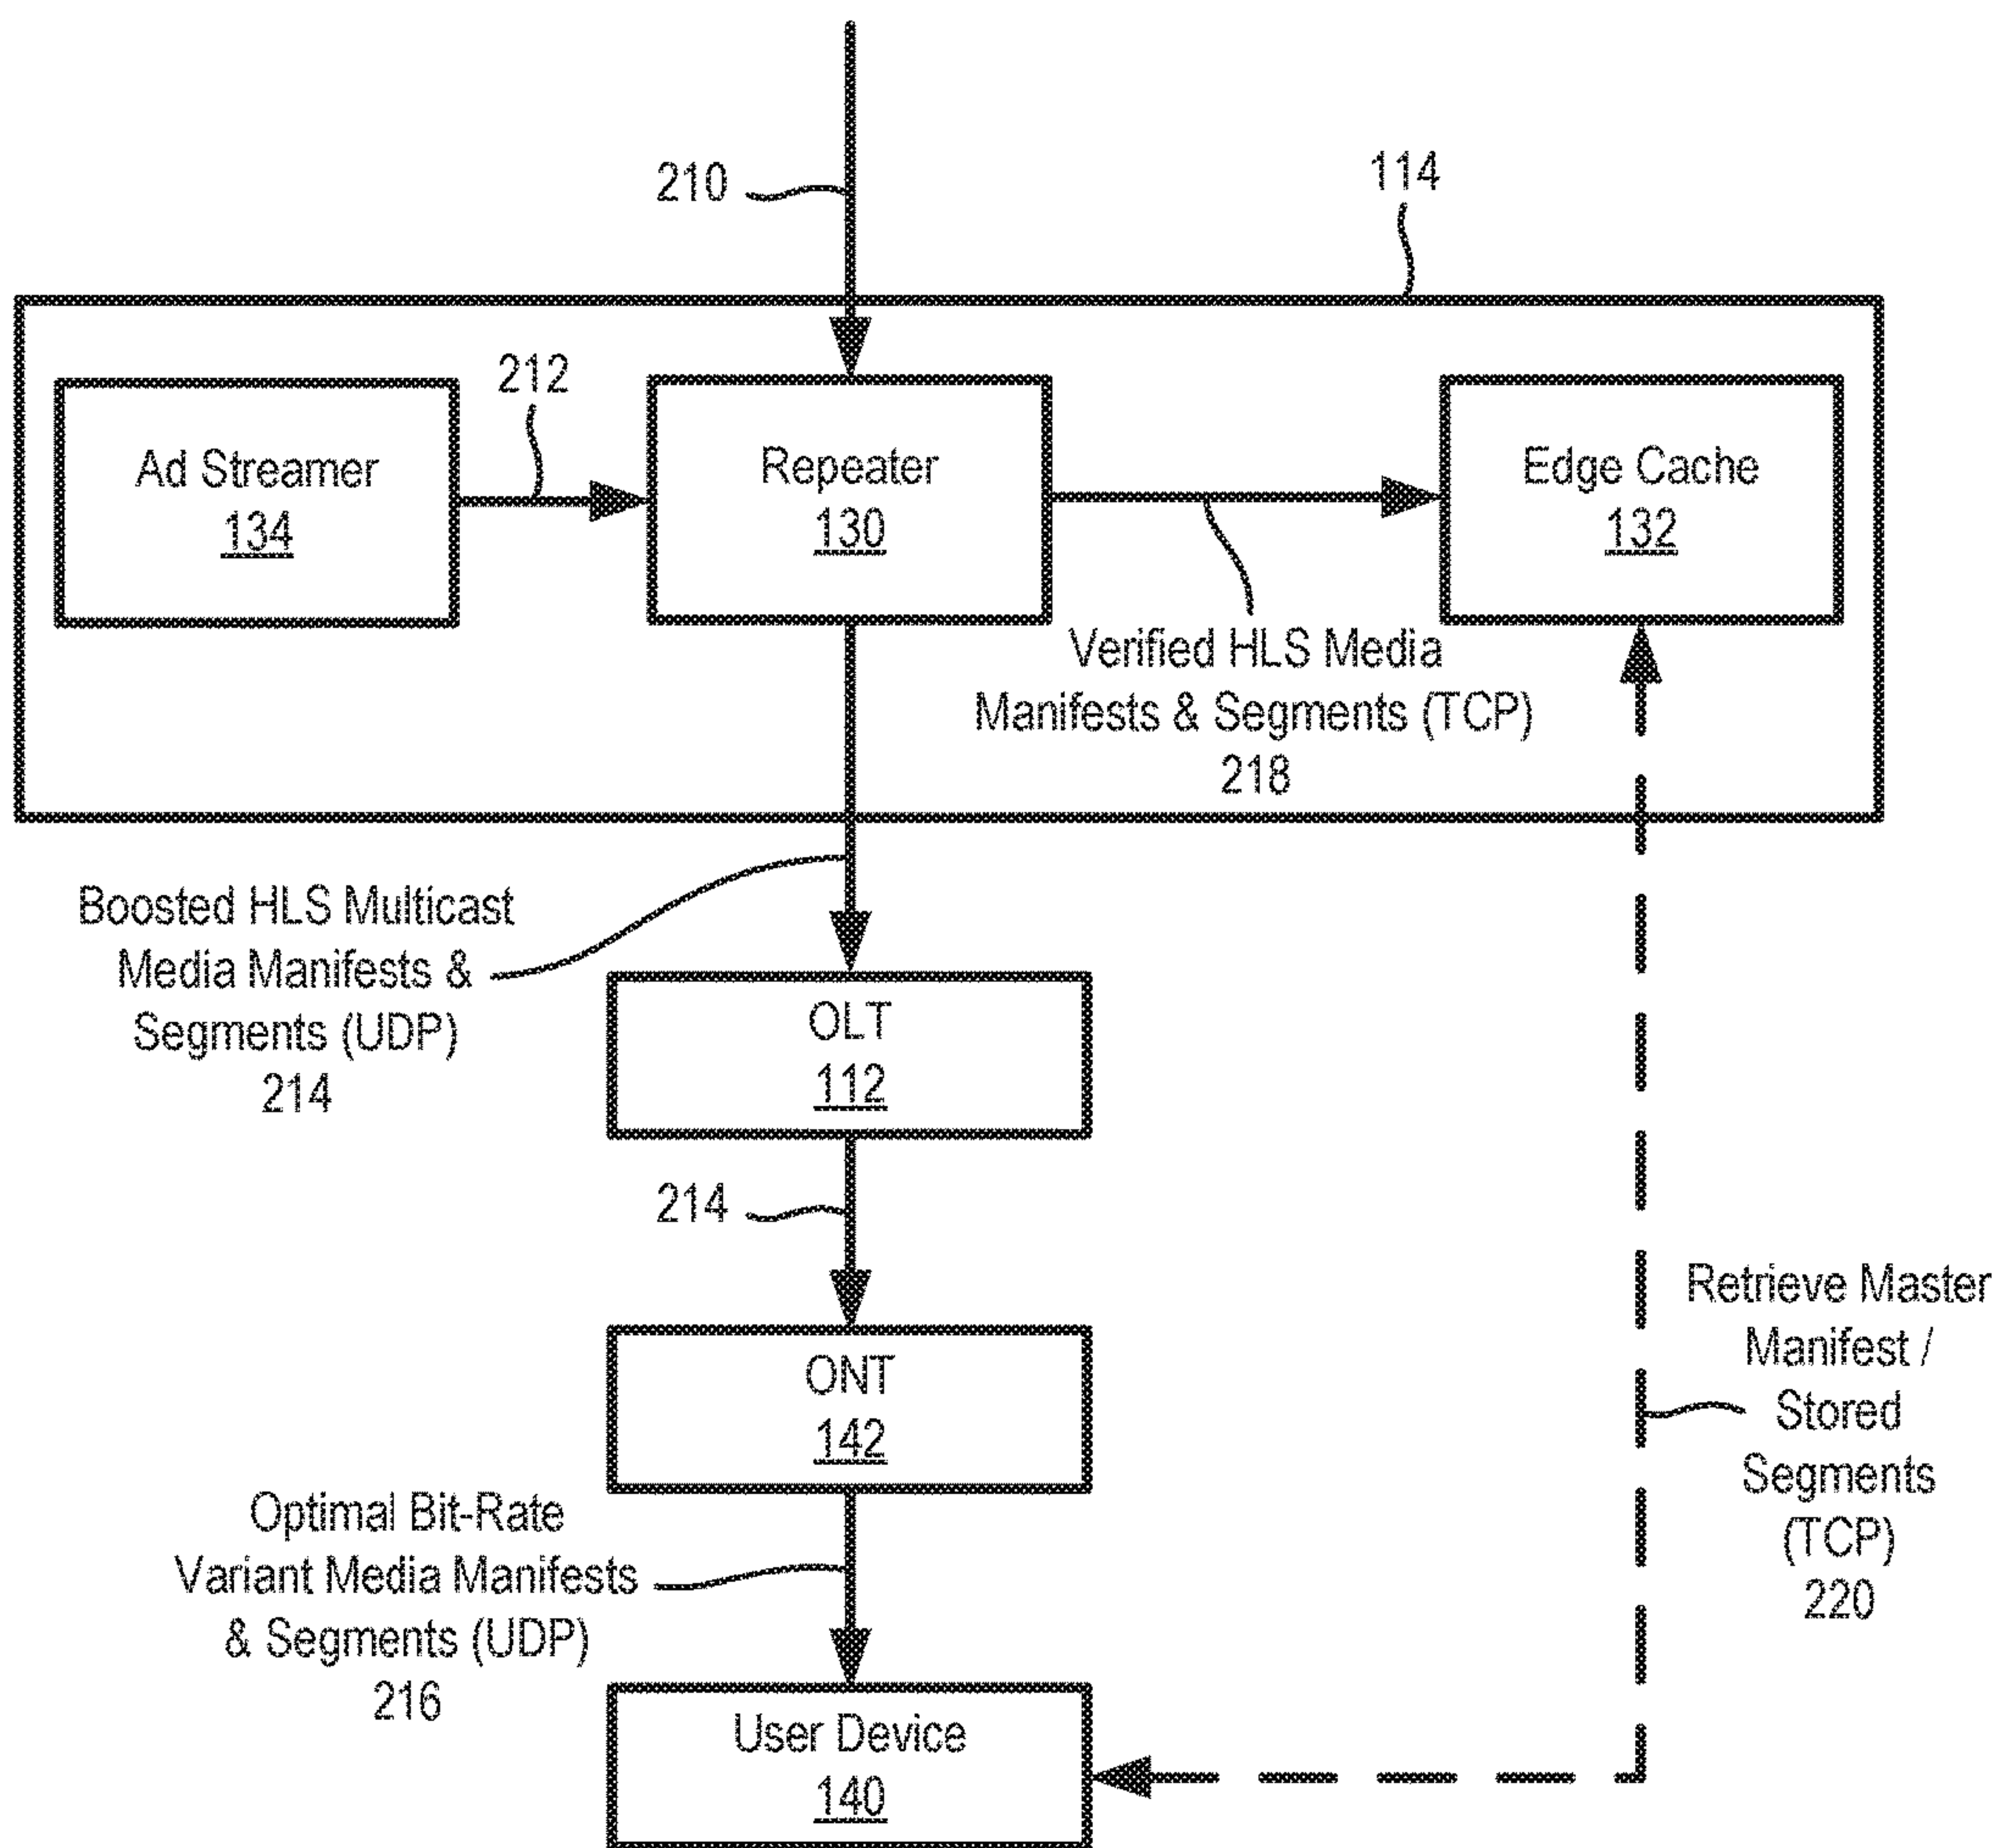 210
114
212
Ad Streamer
134
Repeater
130
Edge Cache
132
Verified HLS Media
Manifests & Segments (TCP)
218
Boosted HLS Multicast
Media Manifests &
Segments (UDP)
214
OLT
112
214
ONT
142
Retrieve Master
Manifest /
Stored
Segments
(TCP)
220
Optimal Bit-Rate
Variant Media Manifests
& Segments (UDP)
216
User Device
140